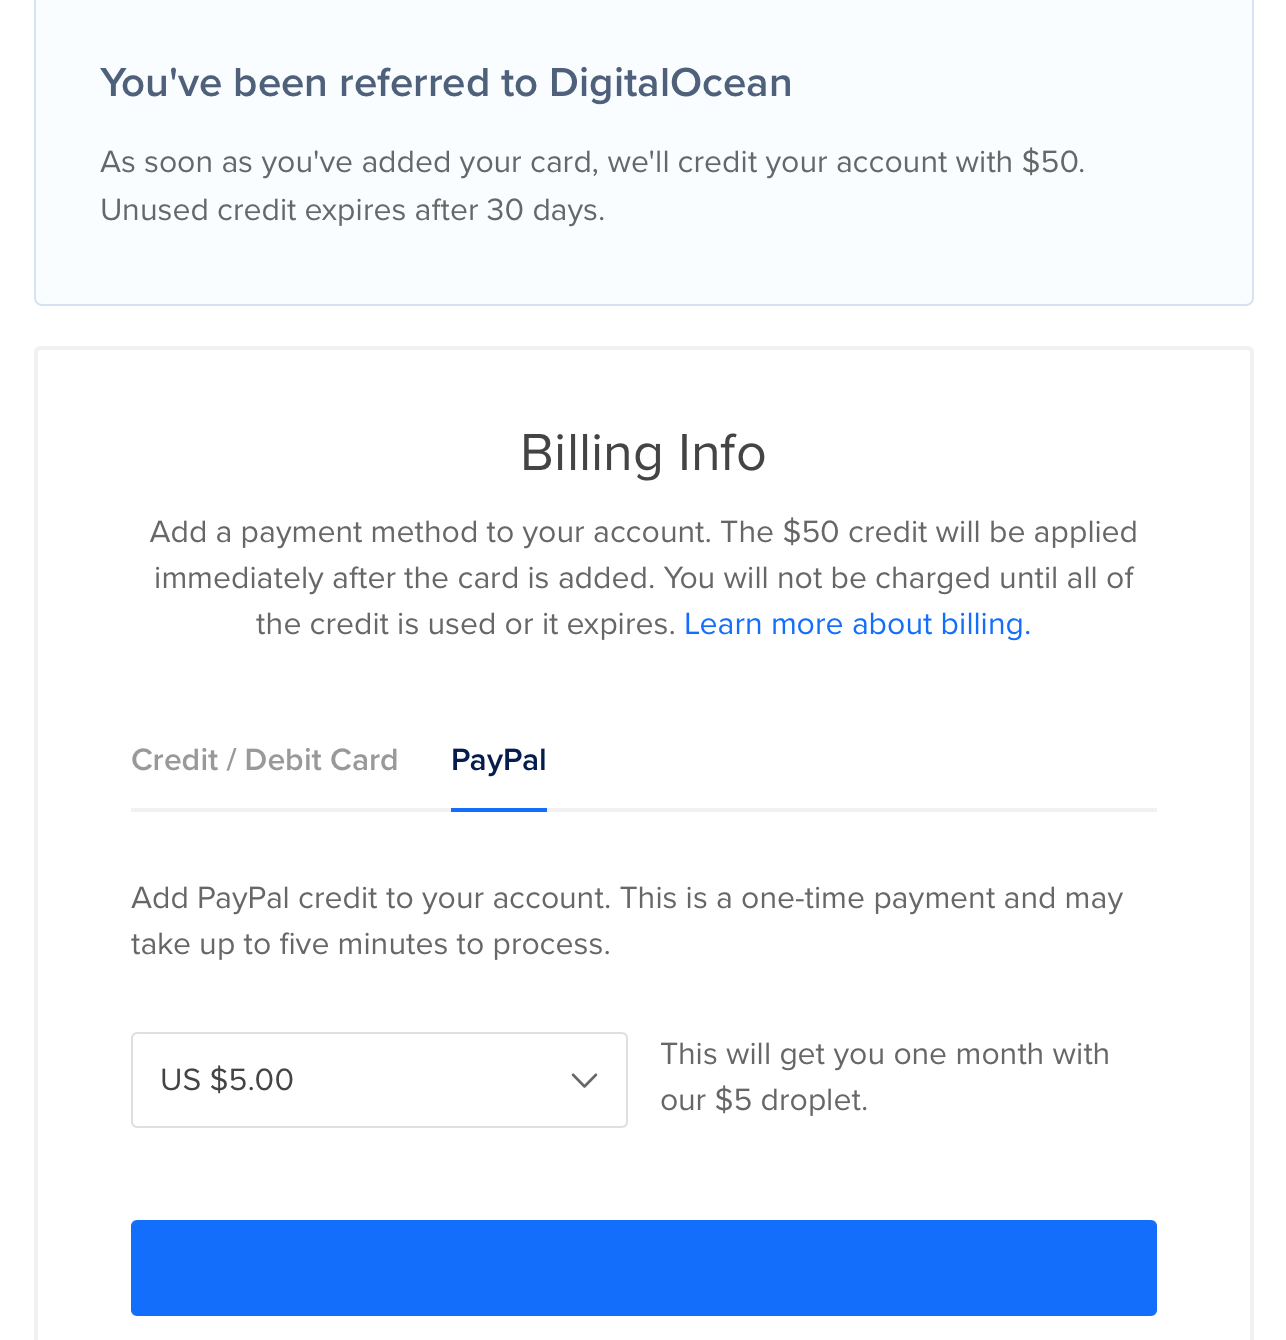 You've been referred to DigitalOcean
As soon as you've added your card, we'll credit your account with $50.
Unused credit expires after 30 days.
Billing Info
Add a payment method to your account. The $50 credit will be applied
immediately after the card is added. You will not be charged until all of
the credit is used or it expires. Learn more about billing.
Credit / Debit Card PayPal
Add PayPal credit to your account. This is a one-time payment and may
take up to five minutes to process.
US $5.00
This will get you one month with
our $5 droplet.